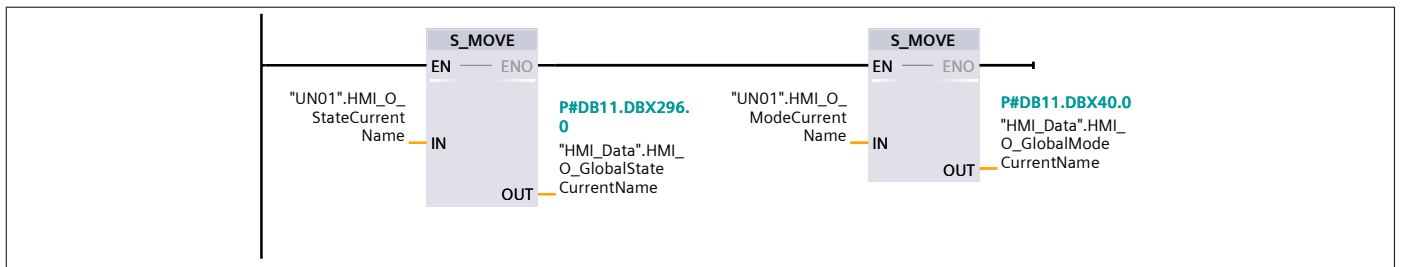 S_MOVE
EN
ENO
"UN01".HMI_O_
StateCurrent
Name
IN
P#DB11.DBX296.
0
"HMI_Data".HMI_
O_GlobalState
CurrentName
OUT
S_MOVE
EN
ENO
"UN01".HMI_O_
ModeCurrent
Name
IN
P#DB11.DBX40.0
"HMI_Data".HMI_
O_GlobalMode
CurrentName
OUT